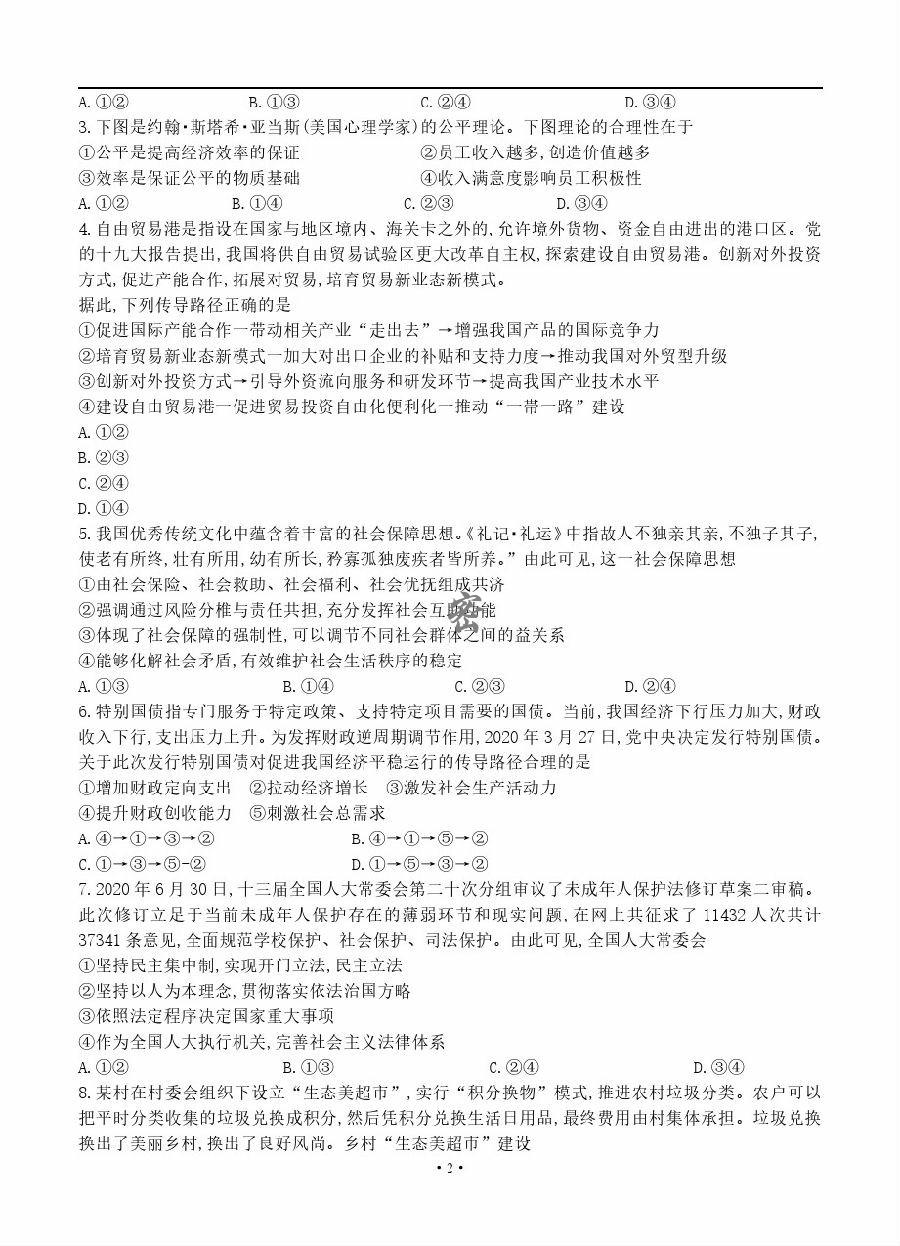 A. ①② B. ①③ C. ②④ D. ③④
3. 下图是约翰·斯塔希·亚当斯(美国心理学家)的公平理论。下图理论的合理性在于
①公平是提高经济效率的保证 ②员工收入越多,创造价值越多
③效率是保证公平的物质基础 ④收入满意度影响员工积极性
A. ①② B. ①④ C. ②③ D. ③④
4. 自由贸易港是指设在国家与地区境内、海关卡之外的,允许境外货物、资金自由进出的港口区。党
的十九大报告提出,我国将供自由贸易试验区更大改革自主权,探索建设自由贸易港。创新对外投资
方式,促进产能合作,拓展对贸易,培育贸易新业态新模式。
据此,下列传导路径正确的是
①促进国际产能合作一带动相关产业“走出去”→增强我国产品的国际竞争力
②培育贸易新业态新模式一加大对出口企业的补贴和支持力度→推动我国对外贸型升级
③创新对外投资方式→引导外资流向服务和研发环节→提高我国产业技术水平
④建设自由贸易港一促进贸易投资自由化便利化一推动“一带一路”建设
A. ①②
B. ②③
C. ②④
D. ①④
5. 我国优秀传统文化中蕴含着丰富的社会保障思想。《礼记·礼运》中指故人不独亲其亲,不独子其子,
使老有所终,壮有所用,幼有所长,矜寡孤独废疾者皆所养。”由此可见,这一社会保障思想
①由社会保险、社会救助、社会福利、社会优抚组成共济
②强调通过风险分椎与责任共担,充分发挥社会互助功能
③体现了社会保障的强制性,可以调节不同社会群体之间的益关系
④能够化解社会矛盾,有效维护社会生活秩序的稳定
A. ①③ B. ①④ C. ②③ D. ②④
6. 特别国债指专门服务于特定政策、支持特定项目需要的国债。当前,我国经济下行压力加大,财政
收入下行,支出压力上升。为发挥财政逆周期调节作用,2020 年 3 月 27 日,党中央决定发行特别国债。
关于此次发行特别国债对促进我国经济平稳运行的传导路径合理的是
①增加财政定向支出 ②拉动经济增长 ③激发社会生产活动力
④提升财政创收能力 ⑤刺激社会总需求
A. ④→①→③→② B. ④→①→⑤→②
C. ①→③→⑤-② D. ①→⑤→③→②
7. 2020 年 6 月 30 日,十三届全国人大常委会第二十次分组审议了未成年人保护法修订草案二审稿。
此次修订立足于当前未成年人保护存在的薄弱环节和现实问题,在网上共征求了 11432 人次共计
37341 条意见,全面规范学校保护、社会保护、司法保护。由此可见,全国人大常委会
①坚持民主集中制,实现开门立法,民主立法
②坚持以人为本理念,贯彻落实依法治国方略
③依照法定程序决定国家重大事项
④作为全国人大执行机关,完善社会主义法律体系
A. ①② B. ①③ C. ②④ D. ③④
8. 某村在村委会组织下设立“生态美超市”,实行“积分换物”模式,推进农村垃圾分类。农户可以
把平时分类收集的垃圾兑换成积分,然后凭积分兑换生活日用品,最终费用由村集体承担。垃圾兑换
换出了美丽乡村,换出了良好风尚。乡村“生态美超市”建设
·2·
密